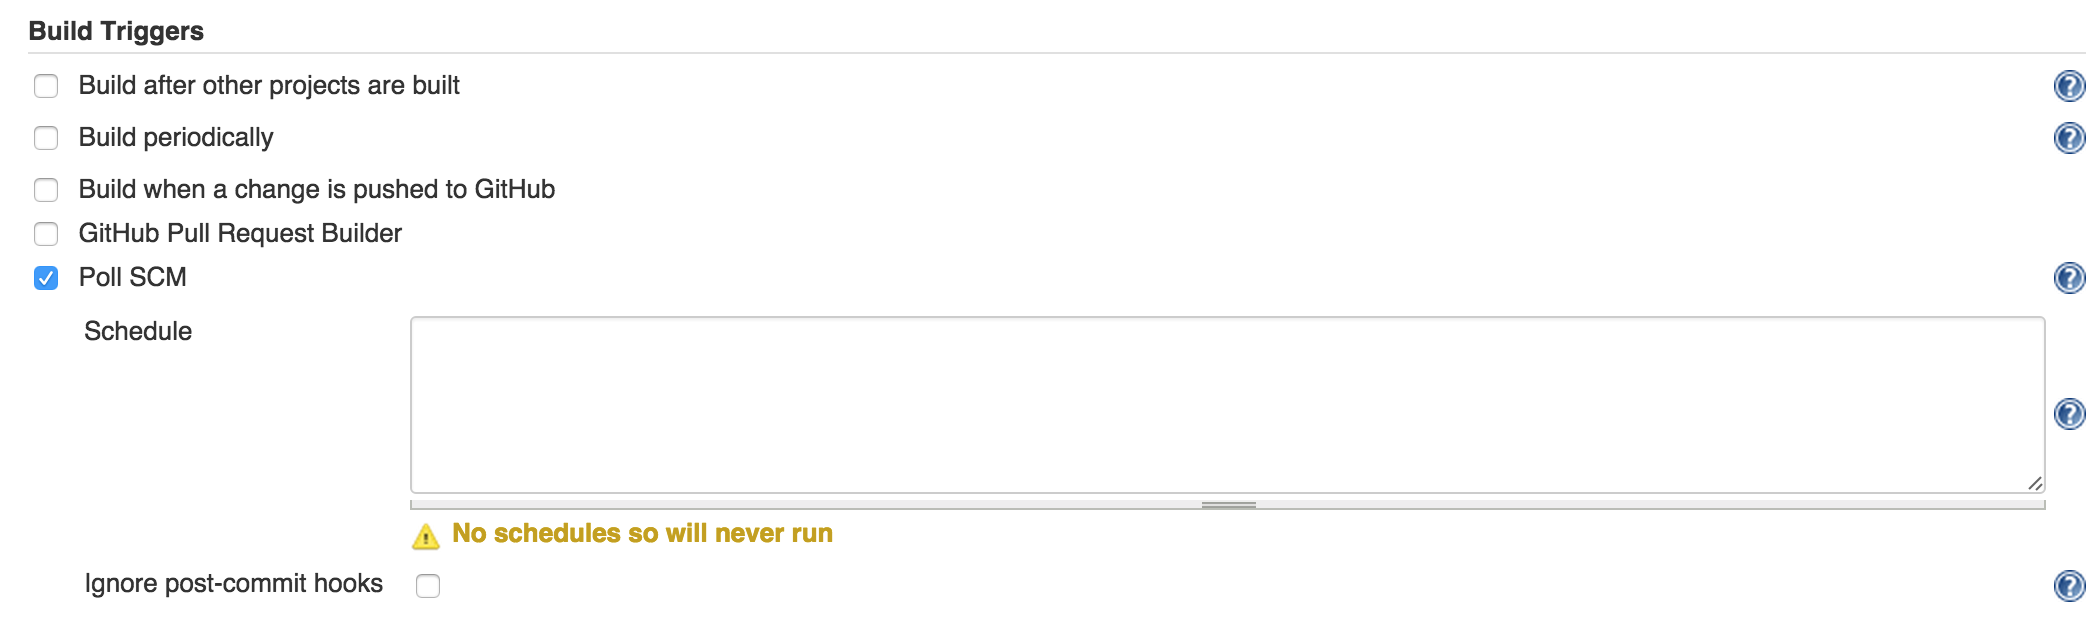 Build Triggers
Build after other projects are built
Build periodically
Build when a change is pushed to GitHub
GitHub Pull Request Builder
Poll SCM
Schedule
No schedules so will never run
Ignore post-commit hooks